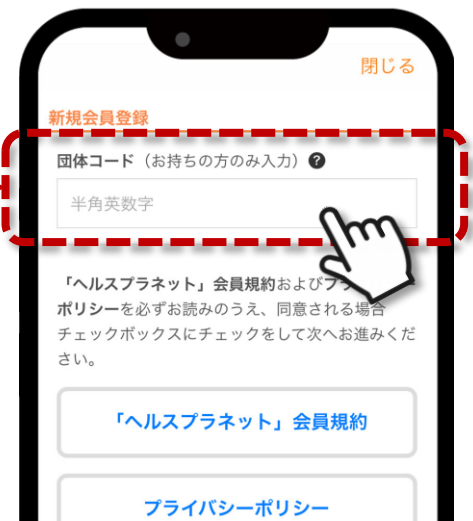 閉じる
新規会員登録
団体コード（お持ちの方のみ入力）?
半角英数字
「ヘルスプラネット」会員規約およびプラ
ポリシーを必ずお読みのうえ、同意される場合
チェックボックスにチェックをして次へお進みくだ
さい。
「ヘルスプラネット」会員規約
プライバシーポリシー